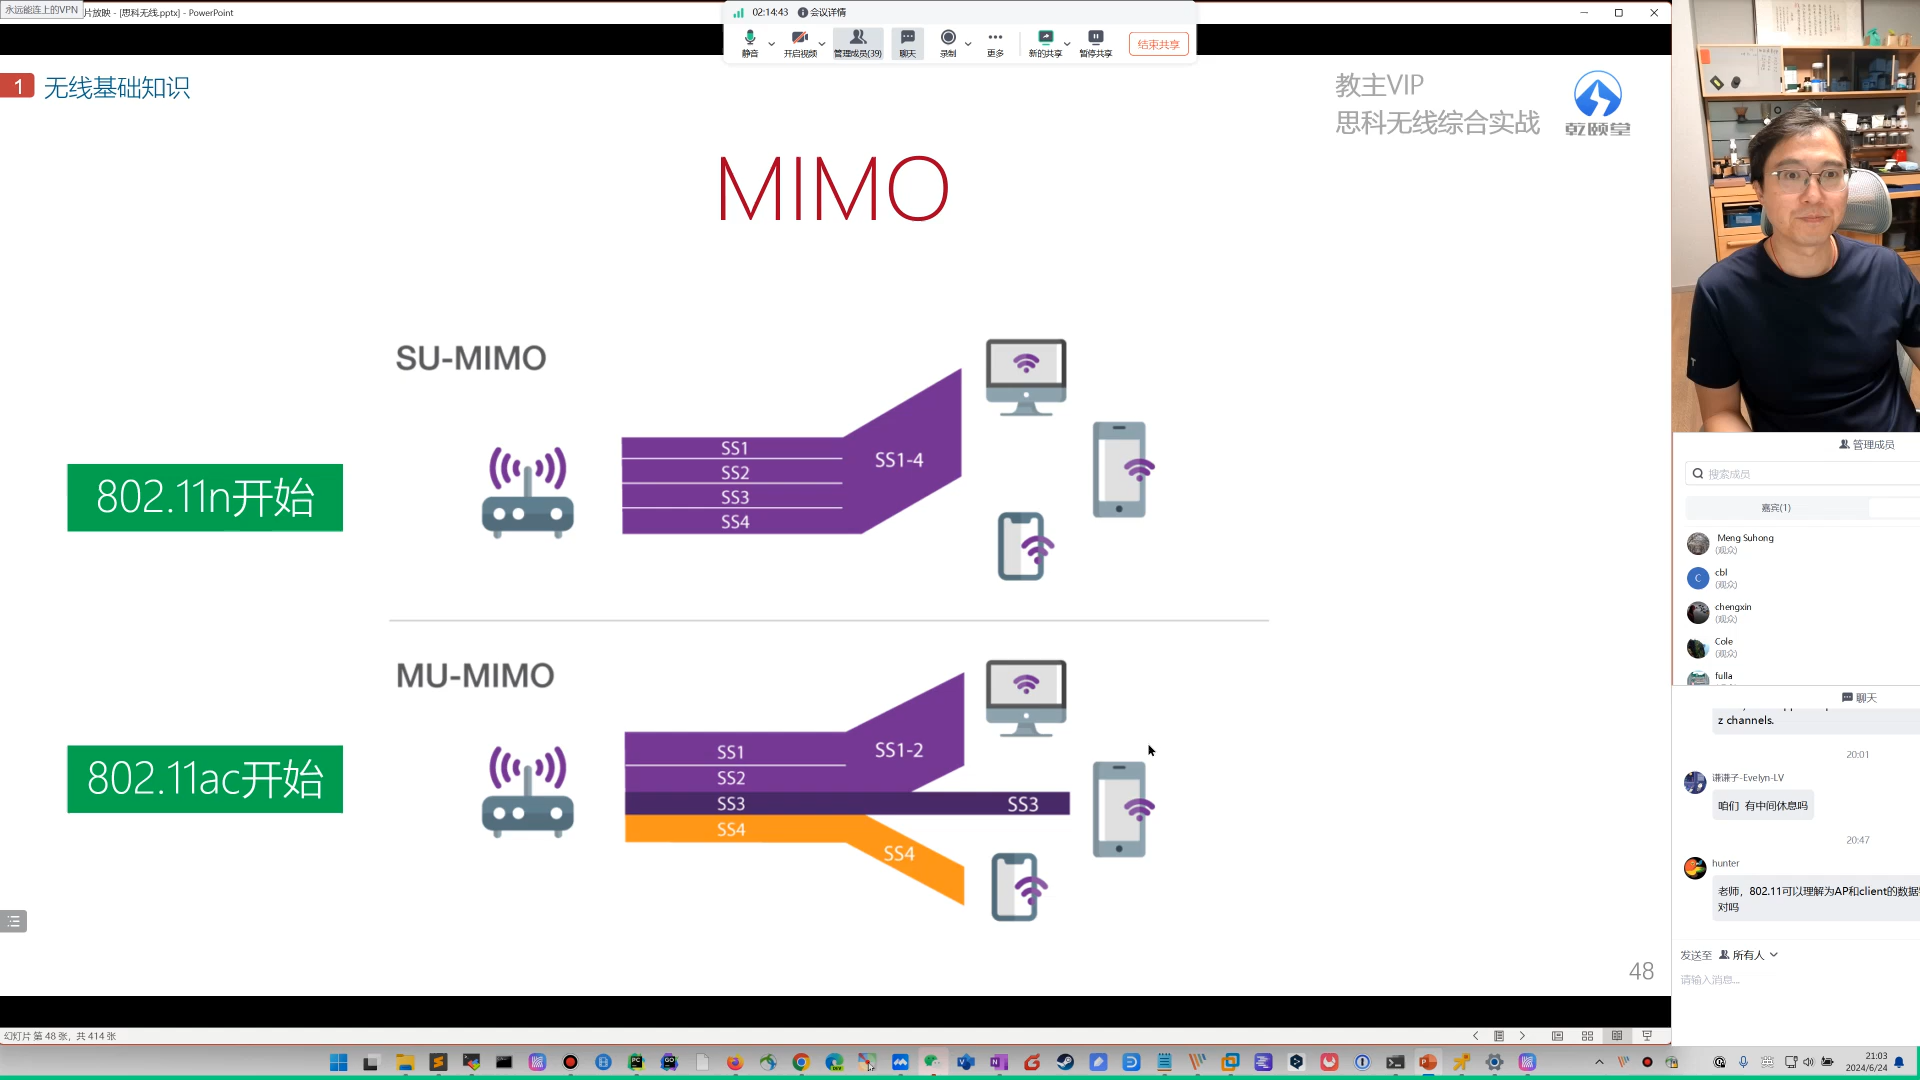 永远能连上的VPN
片放映 - [思科无线.pptx] - PowerPoint
02:14:43
会议详情
静音
开启视频
管理成员(39)
聊天
录制
更多
新的共享
暂停共享
结束共享
1
无线基础知识
教主VIP
思科无线综合实战
乾颐堂
MIMO
SU-MIMO
SS1
SS2
SS3
SS4
SS1-4
802.11n开始
MU-MIMO
SS1
SS2
SS3
SS4
SS1-2
SS3
SS4
802.11ac开始
48
幻灯片 第 48 张，共 414 张
管理成员
搜索成员
嘉宾(1)
Meng Suhong
(观众)
C
cbl
(观众)
chengxin
(观众)
Cole
(观众)
fulla
聊天
z channels.
20:01
谦谦子-Evelyn-LV
咱们 有中间休息吗
20:47
hunter
老师，802.11可以理解为AP和client的数据
对吗
发送至
所有人
请输入消息...
21:03
2024/6/24